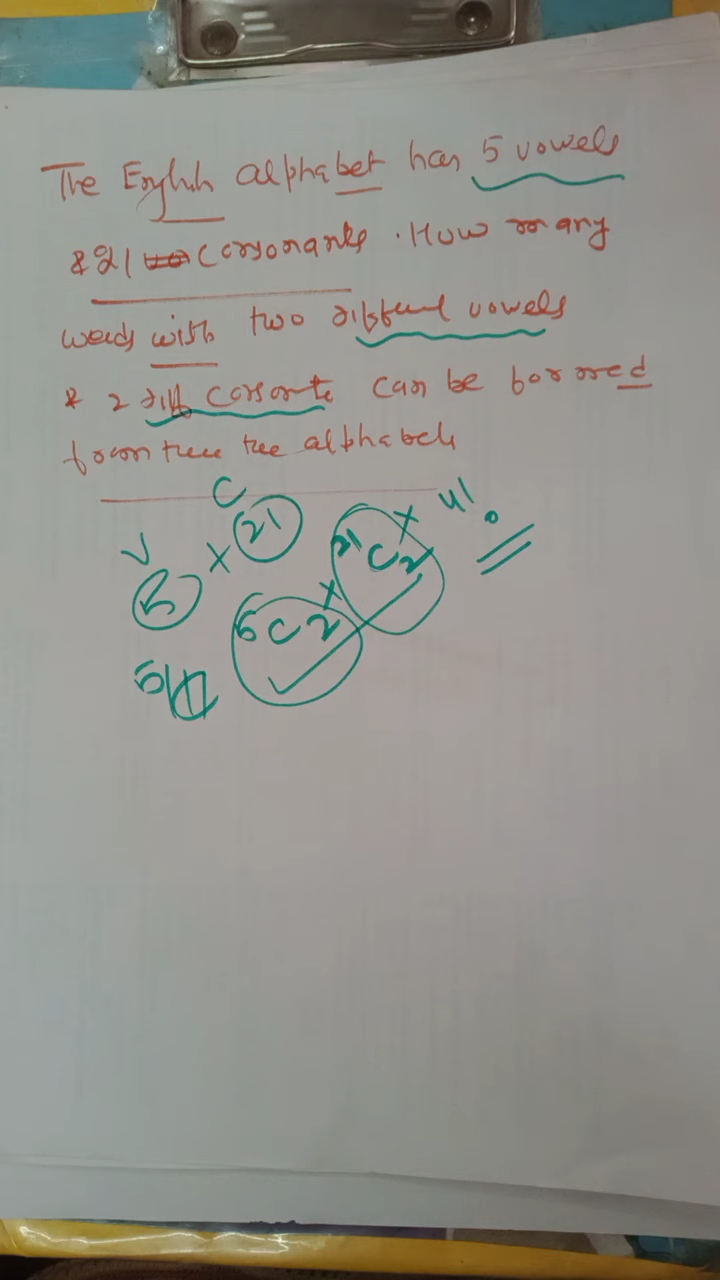 The English alphabet has 5 vowels
& 21 consonants. How many
words with two different vowels
& 2 diff consonants can be formed
from the alphabets
V C
5 × 21
5C2 × 21C2 × 4!